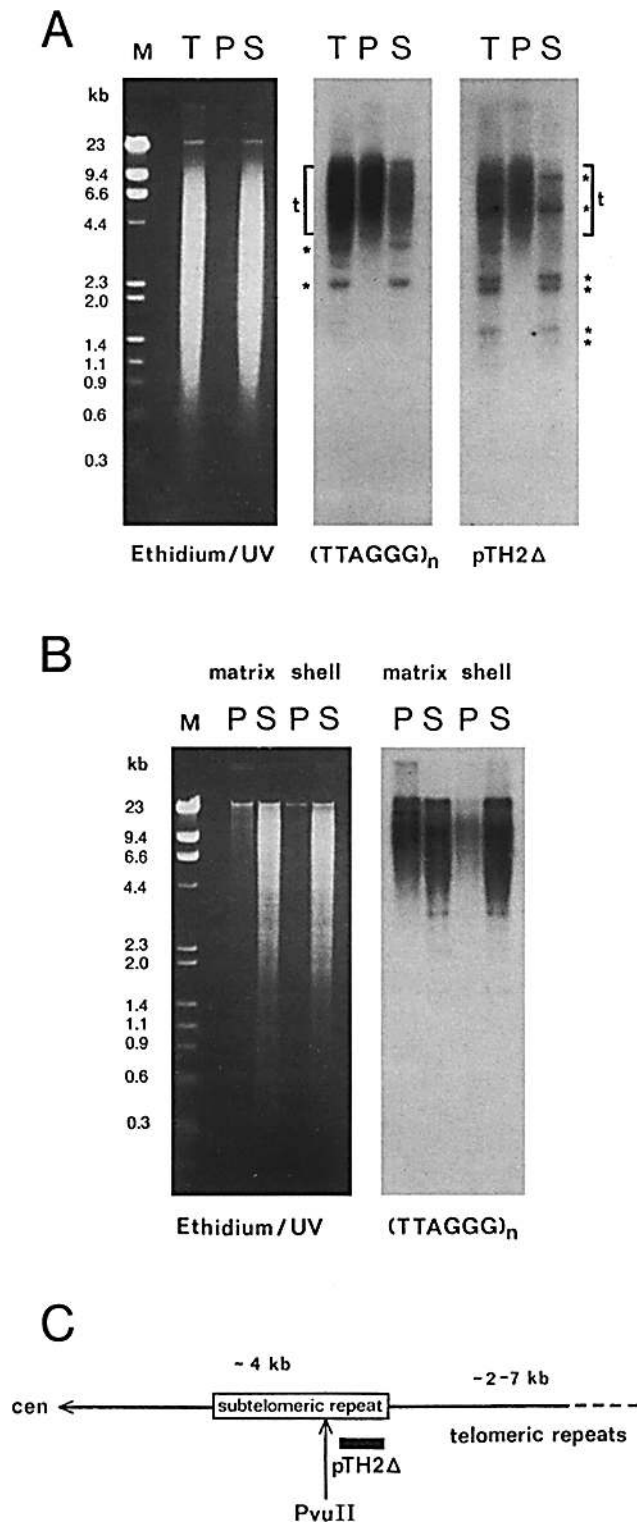 A
M T P S T P S T P S
kb
23
9.4
6.6
4.4
2.3
2.0
1.4
1.1
0.9
0.6
0.3
t
*
*
*
*
t
*
*
*
*
Ethidium/UV (TTAGGG)n pTH2Δ
B
matrix shell matrix shell
M P S P S P S P S
kb
23
9.4
6.6
4.4
2.3
2.0
1.4
1.1
0.9
0.6
0.3
Ethidium/UV (TTAGGG)n
C
~4 kb ~2-7 kb
cen subtelomeric repeat
telomeric repeats
pTH2Δ
PvuII